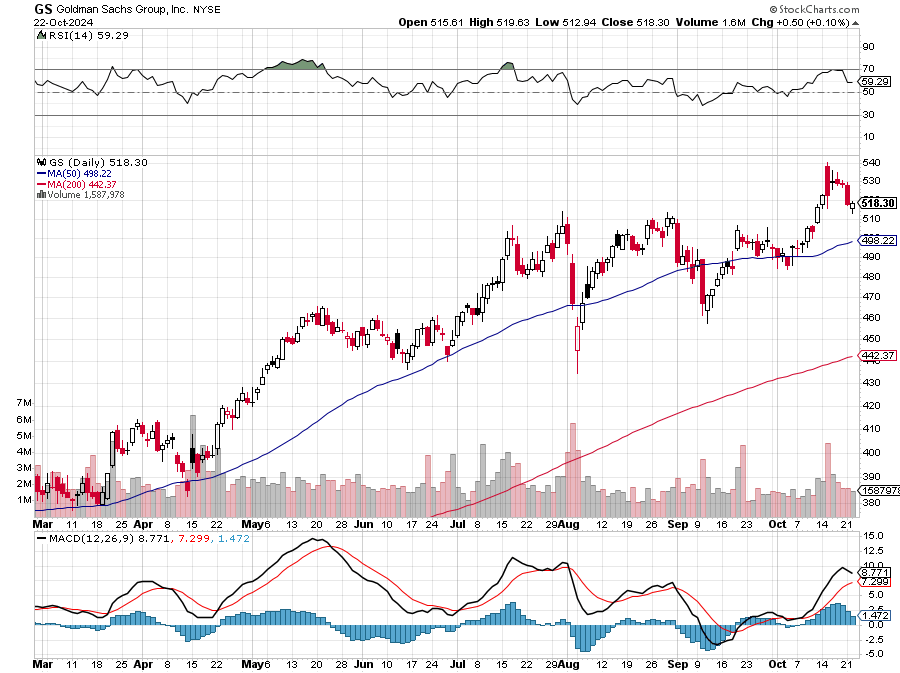 GS Goldman Sachs Group, Inc. NYSE
© StockCharts.com
22-Oct-2024
Open 515.61 High 519.63 Low 512.94 Close 518.30 Volume 1.6M Chg +0.50 (+0.10%)
RSI(14) 59.29
90
70
59.29
50
30
10
GS (Daily) 518.30
MA(50) 498.22
MA(200) 442.37
Volume 1,587,978
540
530
518.30
510
498.22
490
480
470
460
450
442.37
430
420
410
400
390
380
7M
6M
5M
4M
3M
2M
1M
1587978
Mar 11 18 25 Apr 8 15 22 May 6 13 20 28 Jun 10 17 24 Jul 8 15 22 29 Aug 12 19 26 Sep 9 16 23 Oct 7 14 21
MACD(12,26,9) 8.771, 7.299, 1.472
15.0
12.5
10.0
8.771
7.299
5.0
1.472
0.0
-2.5
-5.0
Mar 11 18 25 Apr 8 15 22 May 6 13 20 28 Jun 10 17 24 Jul 8 15 22 29 Aug 12 19 26 Sep 9 16 23 Oct 7 14 21